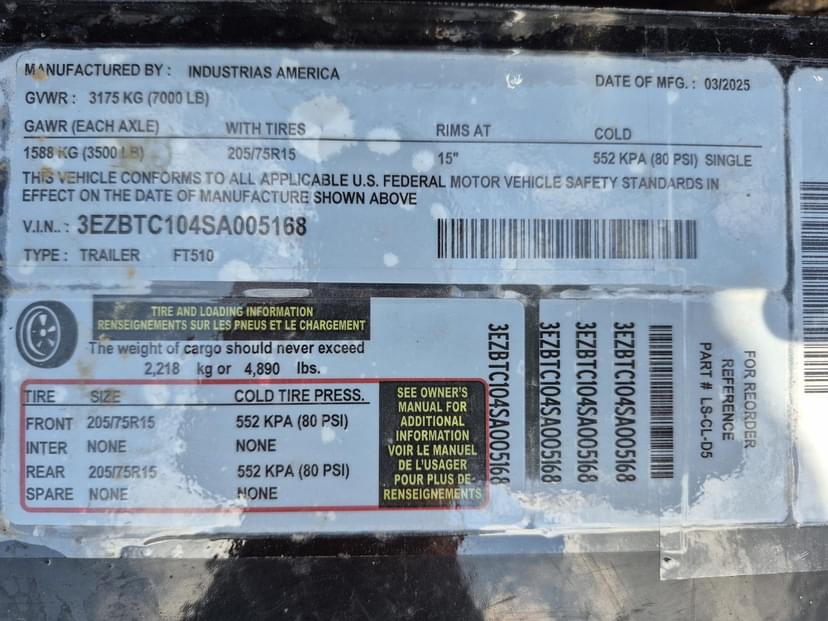 MANUFACTURED BY : INDUSTRIAS AMERICA
DATE OF MFG. : 03/2025
GVWR : 3175 KG (7000 LB)
GAWR (EACH AXLE) WITH TIRES RIMS AT COLD
1588 KG (3500 LB) 205/75R15 15" 552 KPA (80 PSI) SINGLE
THIS VEHICLE CONFORMS TO ALL APPLICABLE U.S. FEDERAL MOTOR VEHICLE SAFETY STANDARDS IN
EFFECT ON THE DATE OF MANUFACTURE SHOWN ABOVE
V.I.N.. : 3EZBTC104SA005168
TYPE : TRAILER FT510
TIRE AND LOADING INFORMATION
RENSEIGNEMENTS SUR LES PNEUS ET LE CHARGEMENT
The weight of cargo should never exceed
2,218 kg or 4,890 lbs.
TIRE SIZE COLD TIRE PRESS.
FRONT 205/75R15 552 KPA (80 PSI)
INTER NONE NONE
REAR 205/75R15 552 KPA (80 PSI)
SPARE NONE NONE
SEE OWNER'S
MANUAL FOR
ADDITIONAL
INFORMATION
VOIR LE MANUEL
DE L'USAGER
POUR PLUS DE
RENSEIGNEMENTS
3EZBTC104SA005168
3EZBTC104SA005168
3EZBTC104SA005168
3EZBTC104SA005168
FOR REORDER
REFERENCE
PART # LS-CL-D5